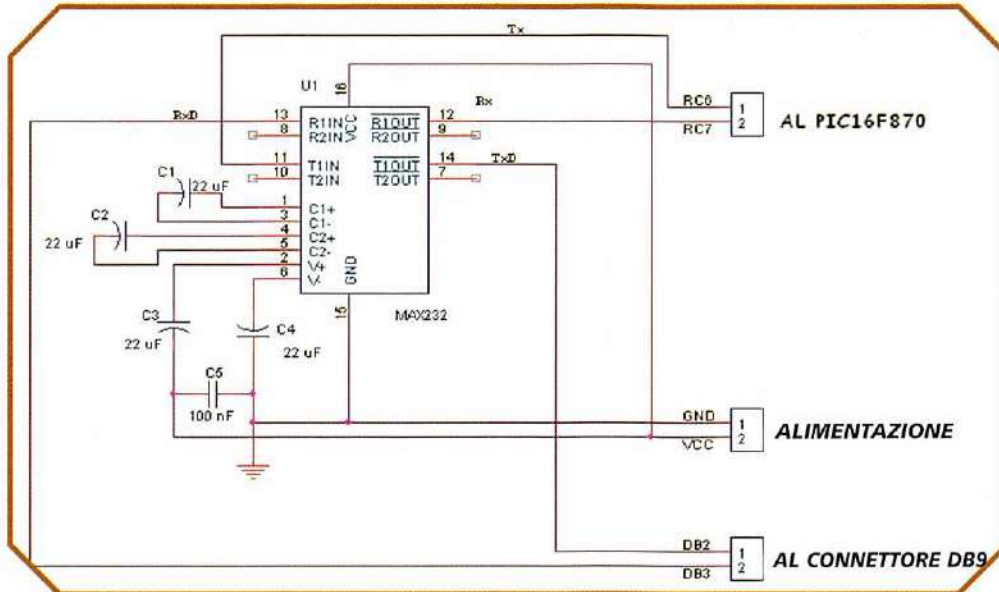 Tx
U1
16
RC6
1
AL PIC16F870
RC7
2
RxD
13
R1IN
VCC
R1OUT
12
Rx
8
R2IN
R2OUT
9
11
T1IN
T1OUT
14
TxD
10
T2IN
T2OUT
7
C1
22 uF
1
C1+
3
C1-
C2
22 uF
4
C2+
5
C2-
2
V+
6
V-
GND
15
MAX232
C3
22 uF
C4
22 uF
C5
100 nF
GND
1
ALIMENTAZIONE
VCC
2
DB2
1
AL CONNETTORE DB9
DB3
2